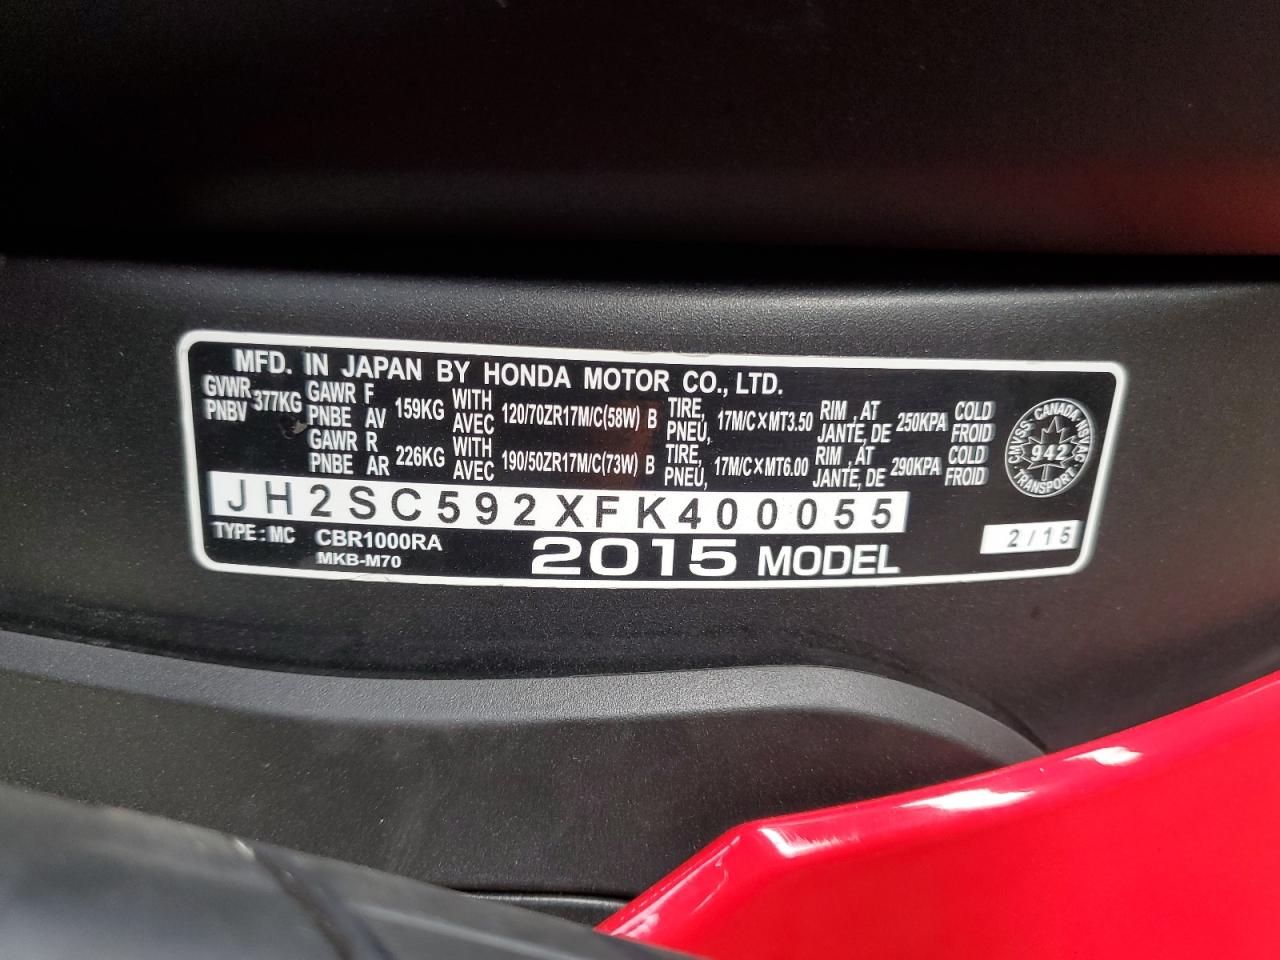 MFD. IN JAPAN BY HONDA MOTOR CO., LTD.
GVWR PNBV 377KG GAWR F PNBE AV 159KG WITH AVEC 120/70ZR17M/C(58W) B TIRE, PNEU, 17M/C×MT3.50 RIM , AT JANTE, DE 250KPA COLD FROID
GAWR R PNBE AR 226KG WITH AVEC 190/50ZR17M/C(73W) B TIRE, PNEU, 17M/C×MT6.00 RIM , AT JANTE, DE 290KPA COLD FROID
CANADA
CMVSS 942 NSVAC
TRANSPORT
JH2SC592XFK400055
TYPE : MC CBR1000RA 2015 MODEL 2/15
MKB-M70